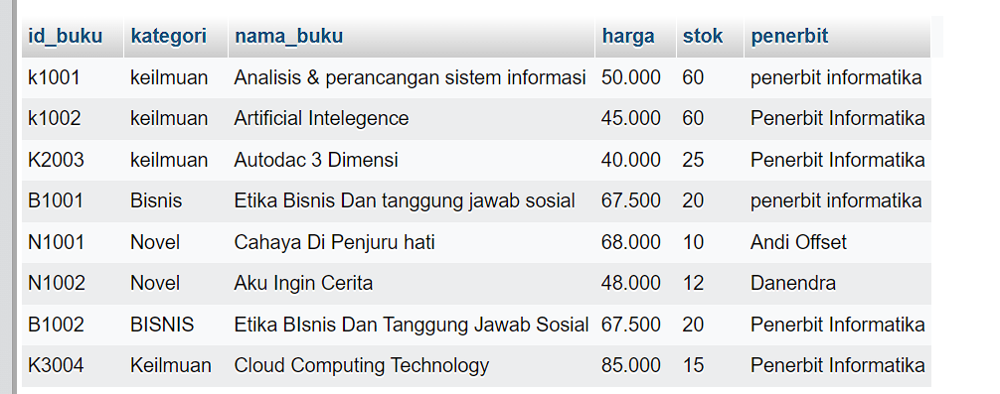 id_buku kategori nama_buku harga stok penerbit
k1001 keilmuan Analisis & perancangan sistem informasi 50.000 60 penerbit informatika
k1002 keilmuan Artificial Intelegence 45.000 60 Penerbit Informatika
K2003 keilmuan Autodac 3 Dimensi 40.000 25 Penerbit Informatika
B1001 Bisnis Etika Bisnis Dan tanggung jawab sosial 67.500 20 penerbit informatika
N1001 Novel Cahaya Di Penjuru hati 68.000 10 Andi Offset
N1002 Novel Aku Ingin Cerita 48.000 12 Danendra
B1002 BISNIS Etika BIsnis Dan Tanggung Jawab Sosial 67.500 20 Penerbit Informatika
K3004 Keilmuan Cloud Computing Technology 85.000 15 Penerbit Informatika